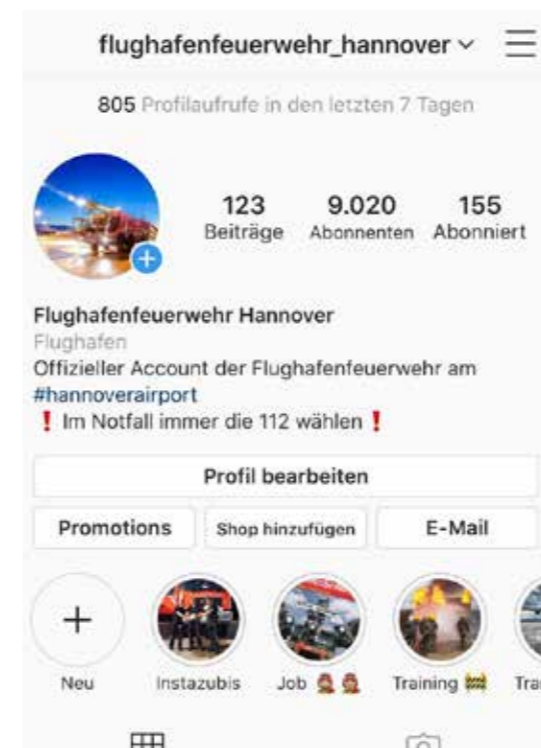 flughafenfeuerwehr_hannover
805 Profilaufrufe in den letzten 7 Tagen
123 9.020 155
Beiträge Abonnenten Abonniert
Flughafenfeuerwehr Hannover
Flughafen
Offizieller Account der Flughafenfeuerwehr am
#hannoverairport
❗ Im Notfall immer die 112 wählen ❗
Profil bearbeiten
Promotions Shop hinzufügen E-Mail
Neu Instazubis Job 👩‍🚒 👨‍🚒 Training 🚧